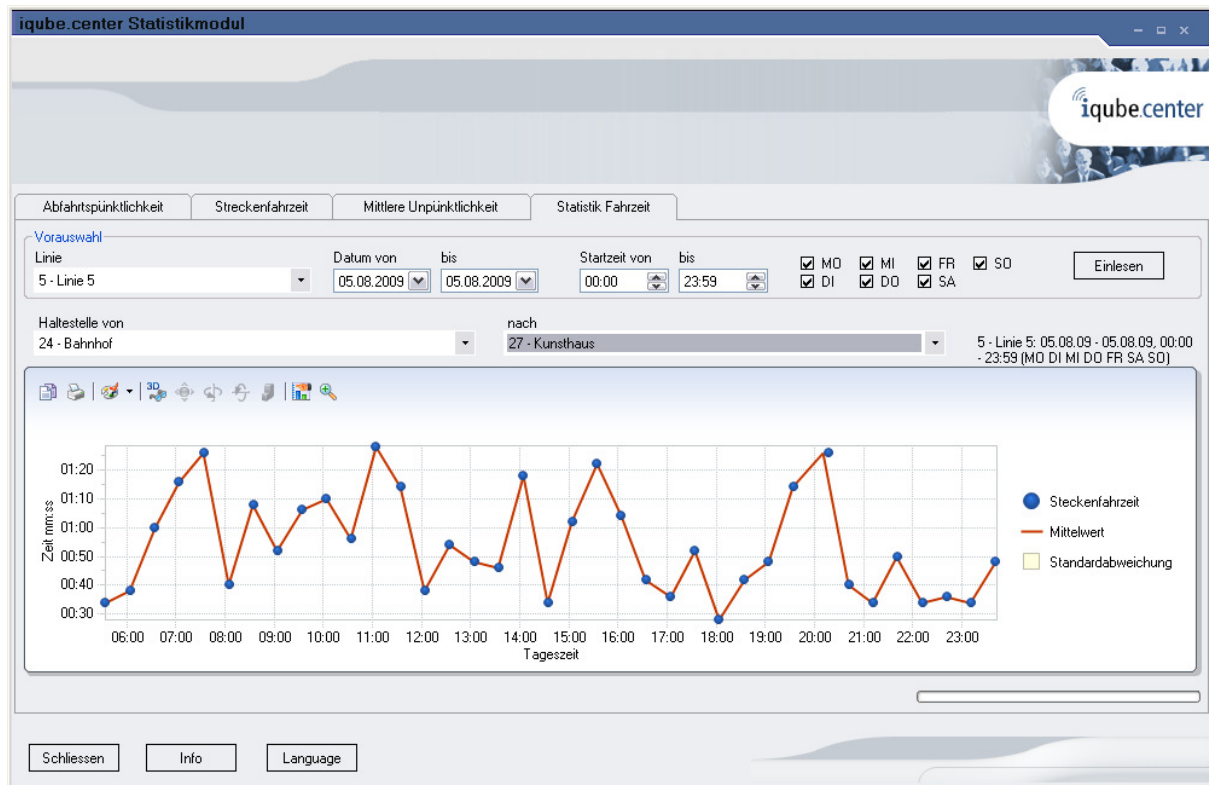 iqube.center Statistikmodul
iqube.center
Abfahrtspünktlichkeit Streckenfahrzeit Mittlere Unpünktlichkeit Statistik Fahrzeit
Vorauswahl
Linie Datum von bis Startzeit von bis
5 - Linie 5 05.08.2009 05.08.2009 00:00 23:59
MO MI FR SO
DI DO SA
Einlesen
Haltestelle von nach
24 - Bahnhof 27 - Kunsthaus
5 - Linie 5: 05.08.09 - 05.08.09, 00:00
- 23:59 (MO DI MI DO FR SA SO)
3D
Zeit mm:ss
01:20
01:10
01:00
00:50
00:40
00:30
06:00 07:00 08:00 09:00 10:00 11:00 12:00 13:00 14:00 15:00 16:00 17:00 18:00 19:00 20:00 21:00 22:00 23:00
Tageszeit
Steckenfahrzeit
Mittelwert
Standardabweichung
Schliessen Info Language